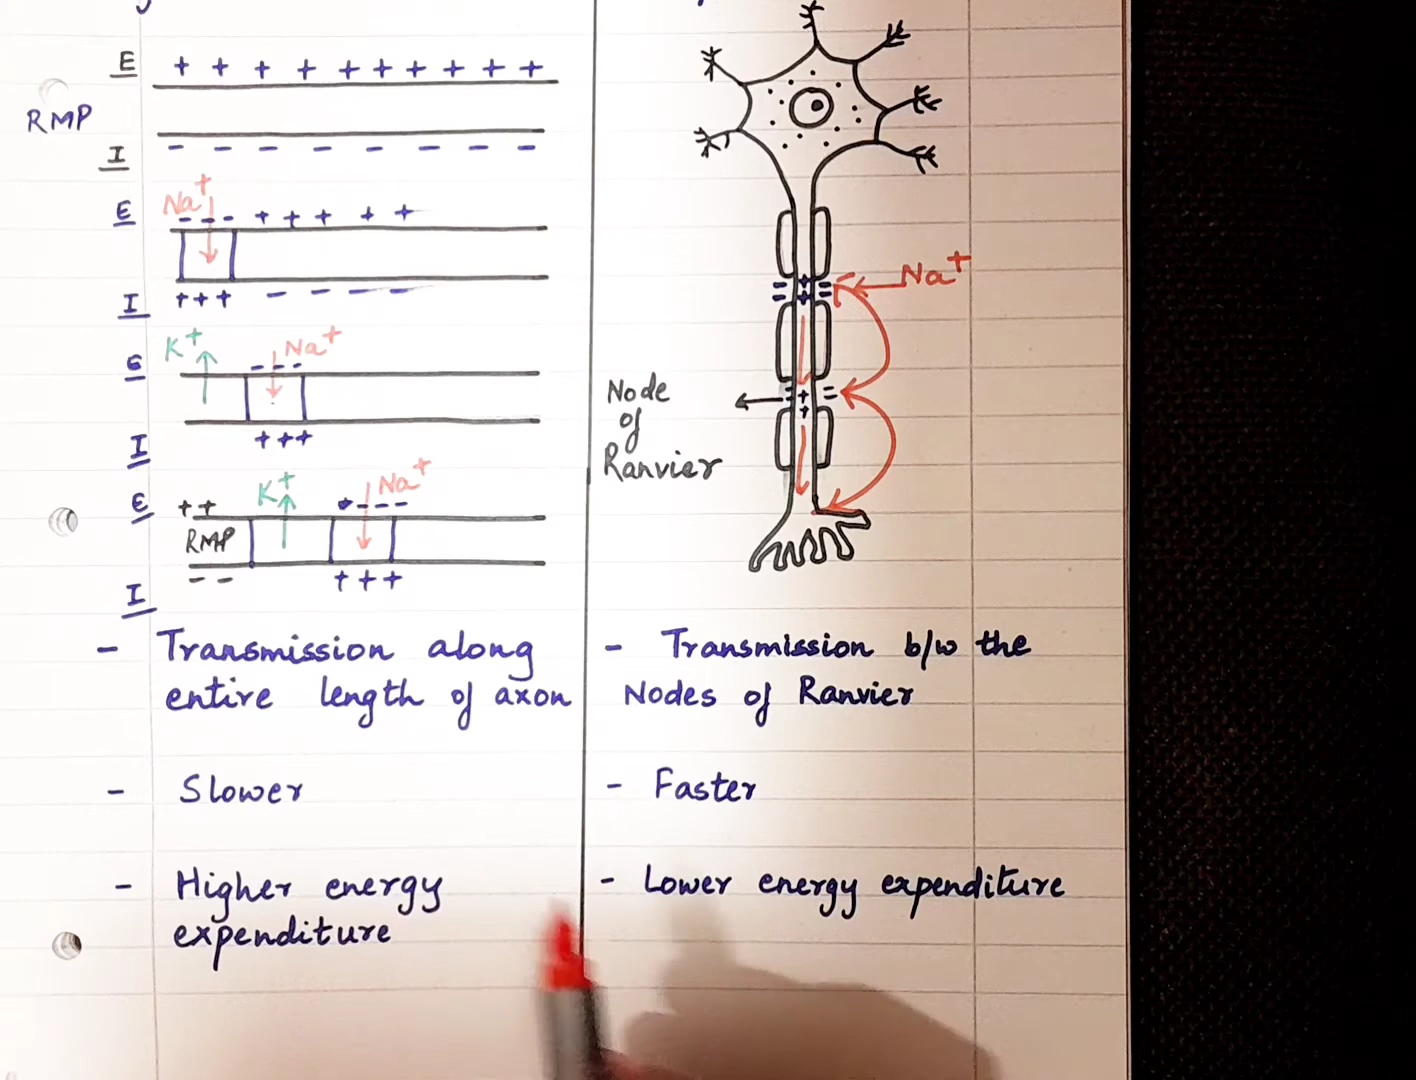 E + + + + + + + + + +
RMP
I - - - - - - - -
Na+
E - - - + + + + +
I +++ - - - -
K+ Na+
E - - -
I +++
K+ Na+
E ++ - - -
RMP
- - +++
I
Na+
Node
of
Ranvier
- Transmission along
entire length of axon
- Slower
- Higher energy
expenditure
- Transmission b/w the
Nodes of Ranvier
- Faster
- Lower energy expenditure